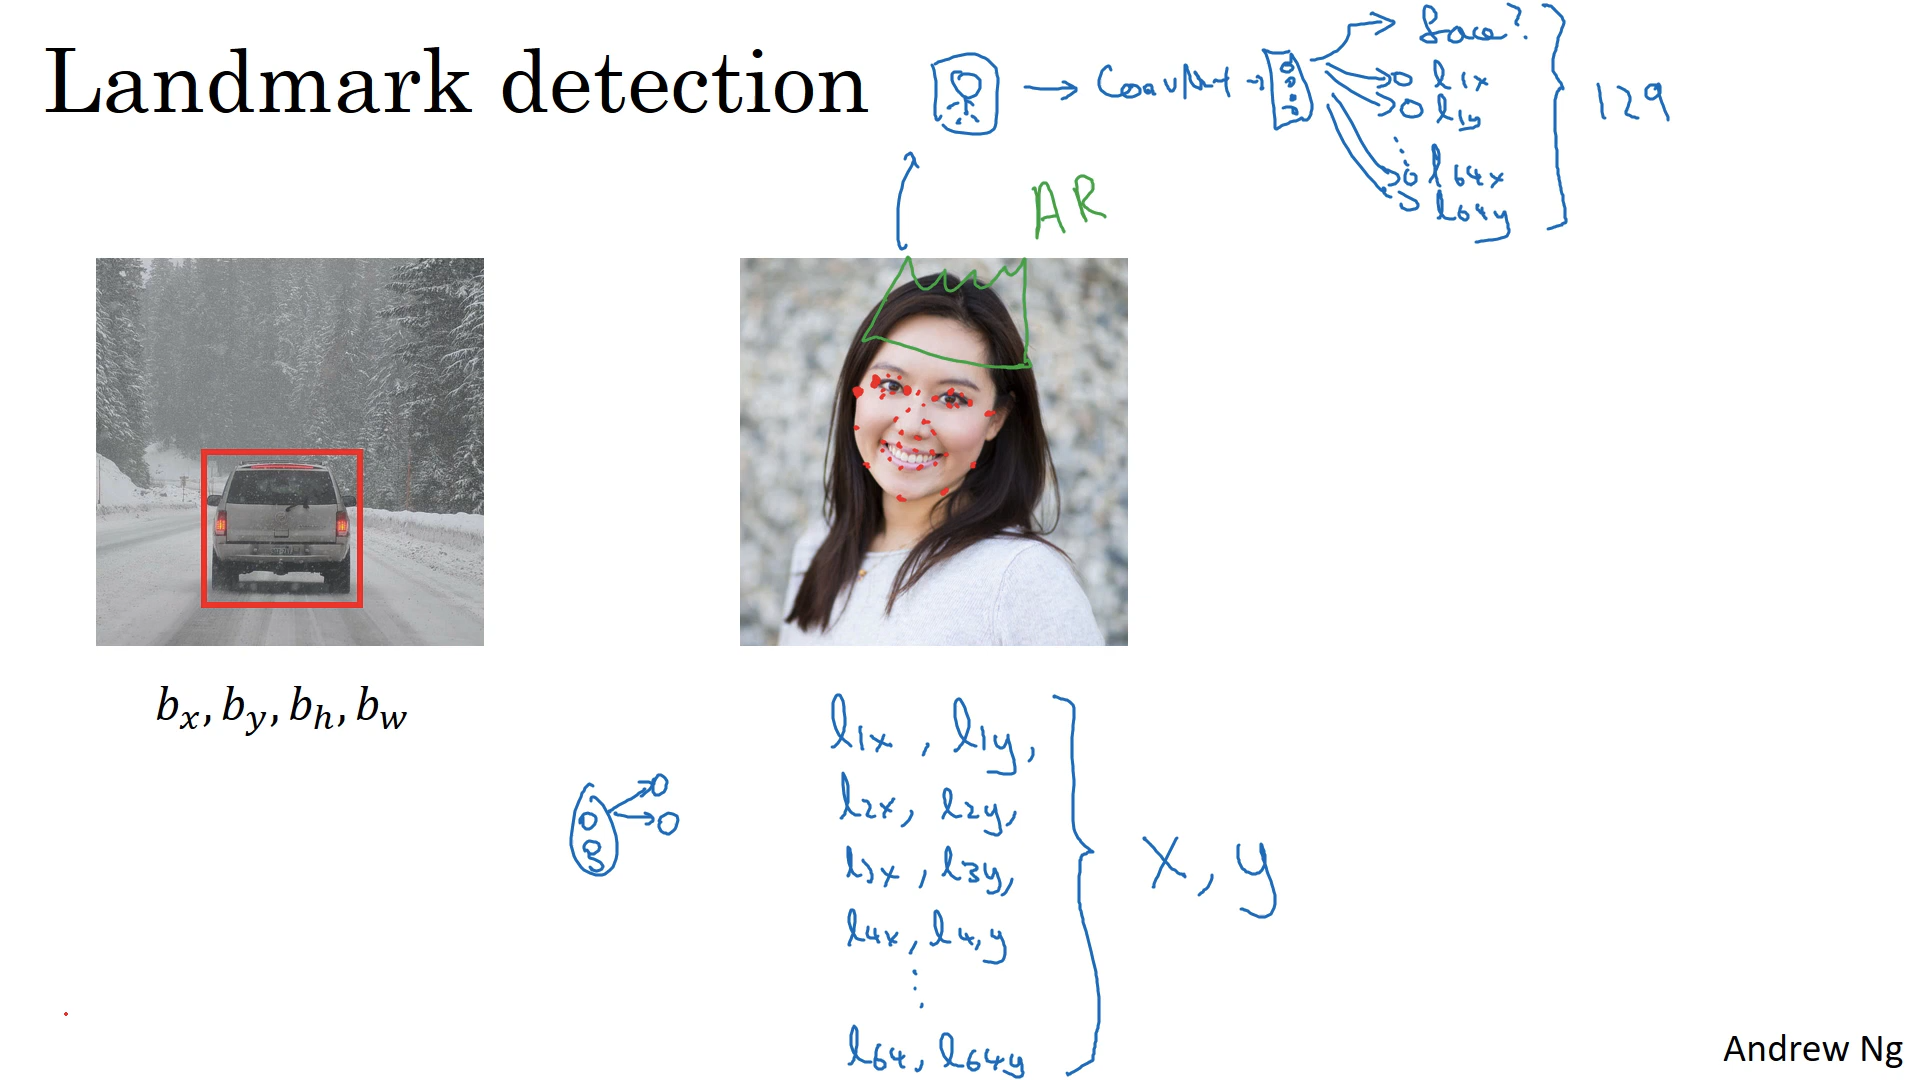 Landmark detection
→ ConvNet → face?
l1x
l1y
⋮
l64x
l64y
129
AR
bx, by, bh, bw
l1x, l1y,
l2x, l2y,
l3x, l3y,
l4x, l4,y
⋮
l64, l64y
x, y
Andrew Ng